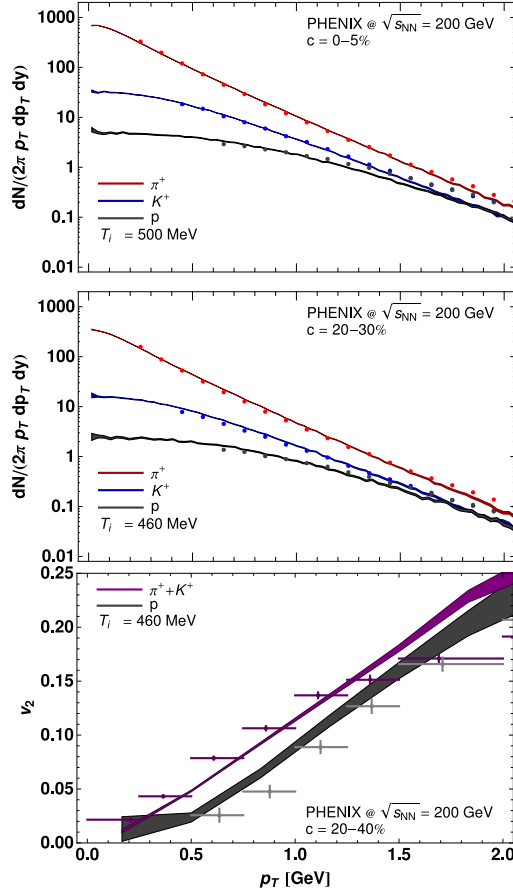 PHENIX @ √sNN = 200 GeV
c = 0–5%
1000
100
10
1
0.1
0.01
dN/(2π pT dpT dy)
π+
K+
p
Ti = 500 MeV
PHENIX @ √sNN = 200 GeV
c = 20–30%
1000
100
10
1
0.1
0.01
dN/(2π pT dpT dy)
π+
K+
p
Ti = 460 MeV
0.25
0.20
0.15
0.10
0.05
0.00
v2
π+ + K+
p
Ti = 460 MeV
PHENIX @ √sNN = 200 GeV
c = 20–40%
0.0 0.5 1.0 1.5 2.0
pT [GeV]